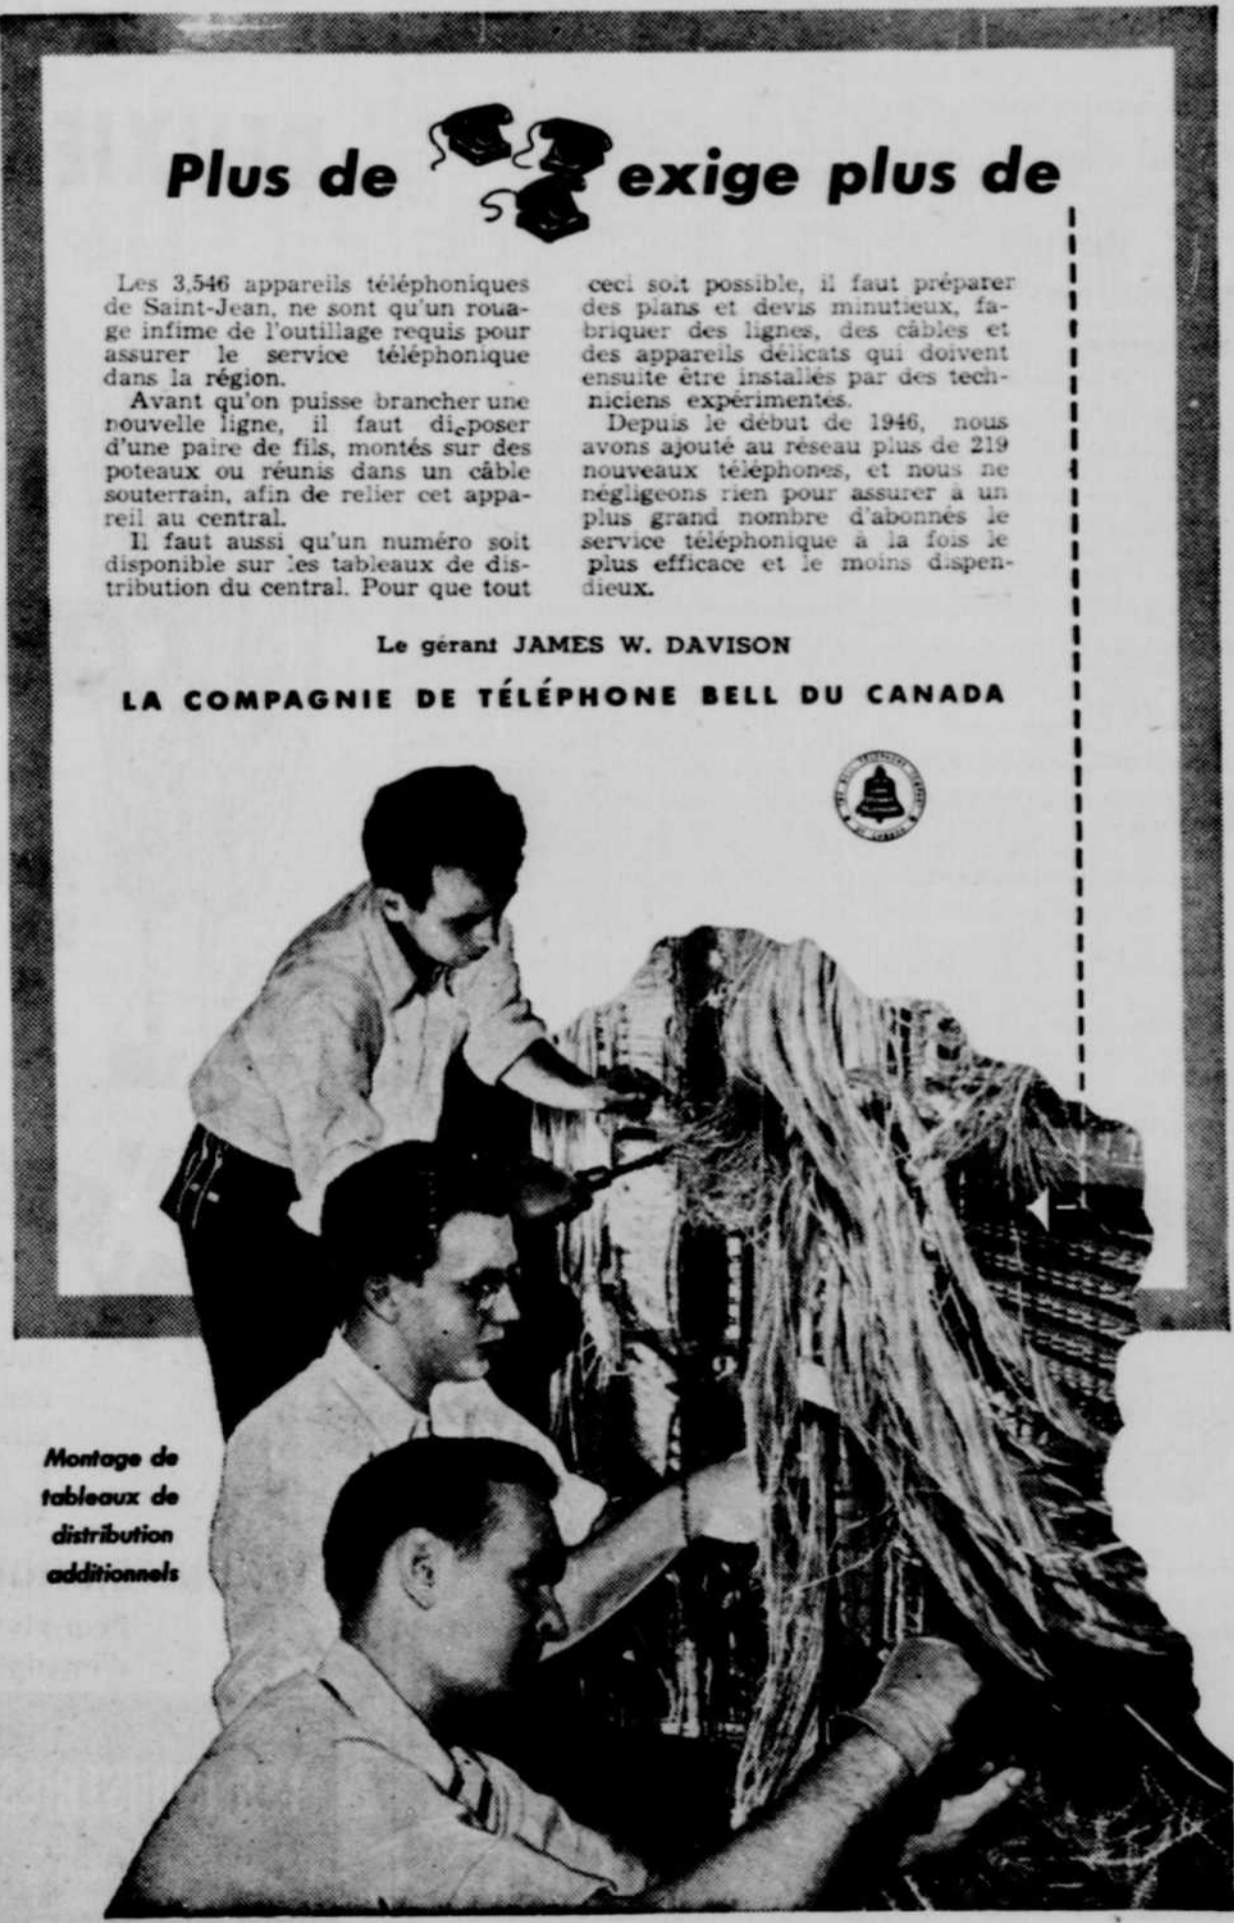 Plus de exige plus de
Les 3,546 appareils téléphoniques
de Saint-Jean, ne sont qu'un roua-
ge infime de l'outillage requis pour
assurer le service téléphonique
dans la région.
Avant qu'on puisse brancher une
nouvelle ligne, il faut disposer
d'une paire de fils, montés sur des
poteaux ou réunis dans un câble
souterrain, afin de relier cet appa-
reil au central.
Il faut aussi qu'un numéro soit
disponible sur les tableaux de dis-
tribution du central. Pour que tout
ceci soit possible, il faut préparer
des plans et devis minutieux, fa-
briquer des lignes, des câbles et
des appareils délicats qui doivent
ensuite être installés par des tech-
niciens expérimentés.
Depuis le début de 1946, nous
avons ajouté au réseau plus de 219
nouveaux téléphones, et nous ne
négligeons rien pour assurer à un
plus grand nombre d'abonnés le
service téléphonique à la fois le
plus efficace et le moins dispen-
dieux.
Le gérant JAMES W. DAVISON
LA COMPAGNIE DE TÉLÉPHONE BELL DU CANADA
THE BELL TELEPHONE COMPANY
OF CANADA
Montage de
tableaux de
distribution
additionnels